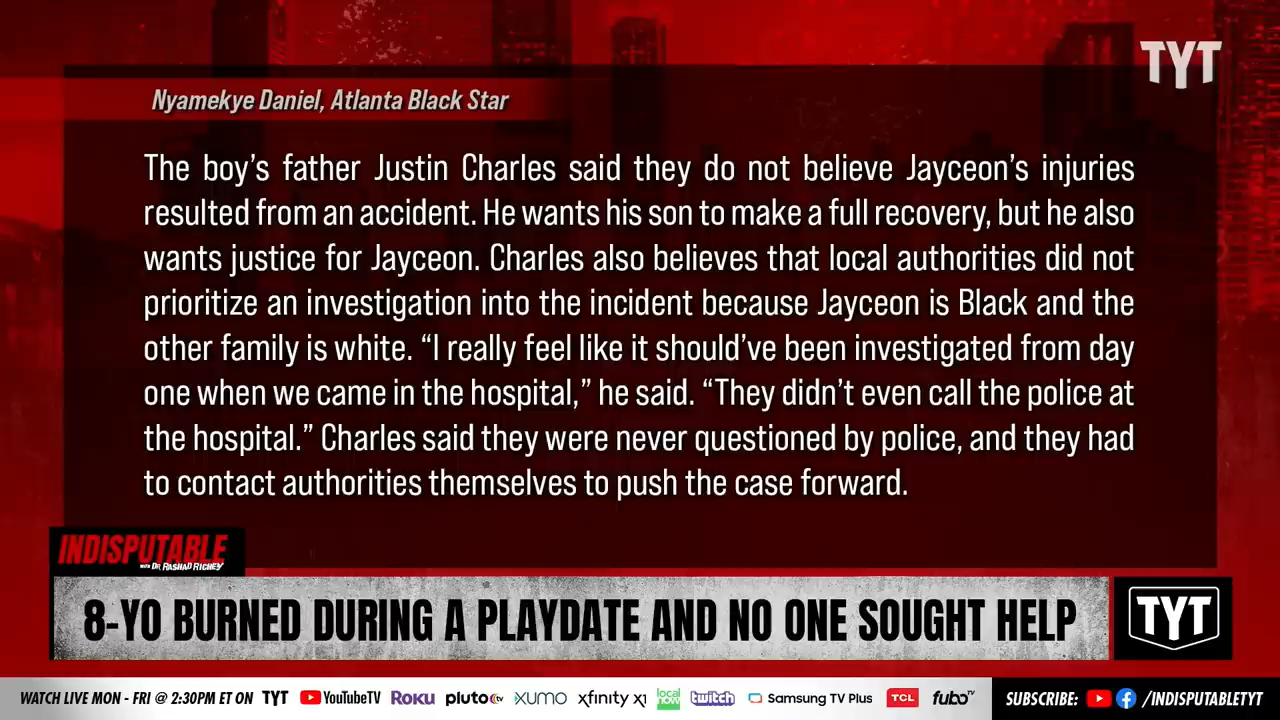 TYT
Nyamekye Daniel, Atlanta Black Star
The boy’s father Justin Charles said they do not believe Jayceon’s injuries
resulted from an accident. He wants his son to make a full recovery, but he also
wants justice for Jayceon. Charles also believes that local authorities did not
prioritize an investigation into the incident because Jayceon is Black and the
other family is white. “I really feel like it should’ve been investigated from day
one when we came in the hospital,” he said. “They didn’t even call the police at
the hospital.” Charles said they were never questioned by police, and they had
to contact authorities themselves to push the case forward.
INDISPUTABLE
WITH DR. RASHAD RICHEY
8-YO BURNED DURING A PLAYDATE AND NO ONE SOUGHT HELP
TYT
WATCH LIVE MON - FRI @ 2:30PM ET ON TYT YouTubeTV ROKU pluto tv XUMO xfinity x1 local now twitch Samsung TV Plus TCL fubo TV SUBSCRIBE: /INDISPUTABLETYT